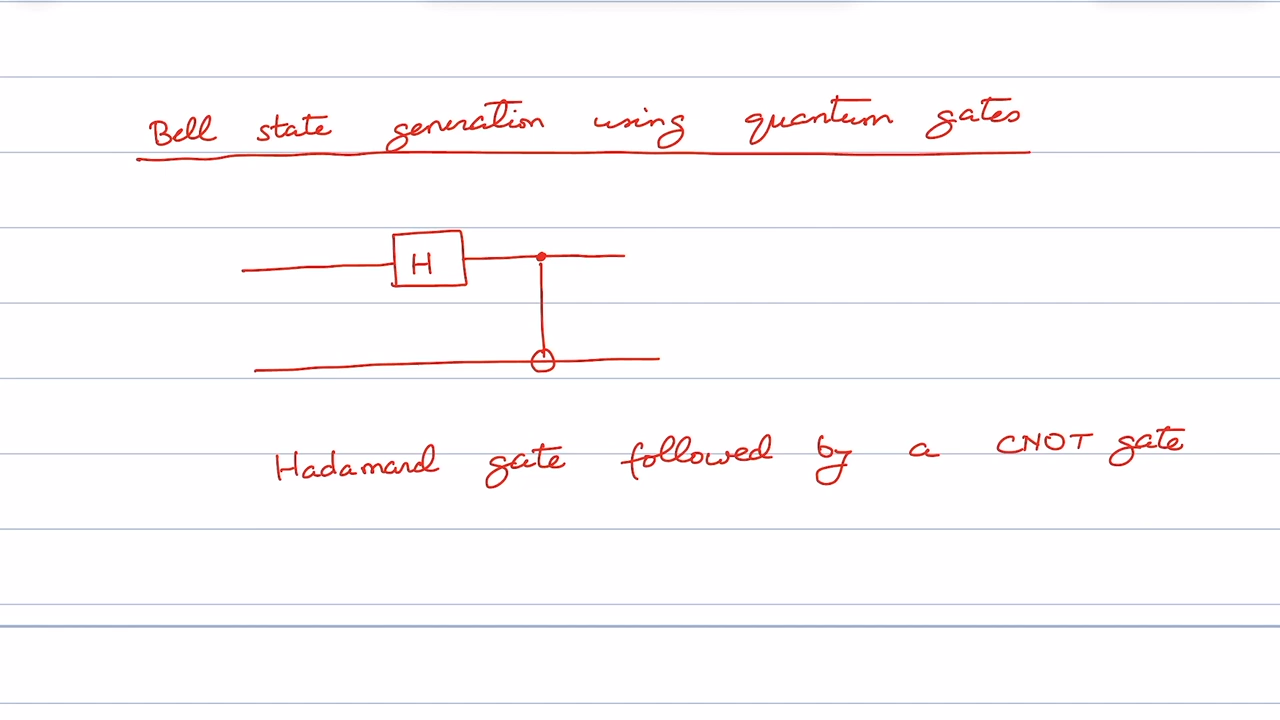 Bell state generation using quantum gates
H
Hadamard gate followed by a CNOT gate